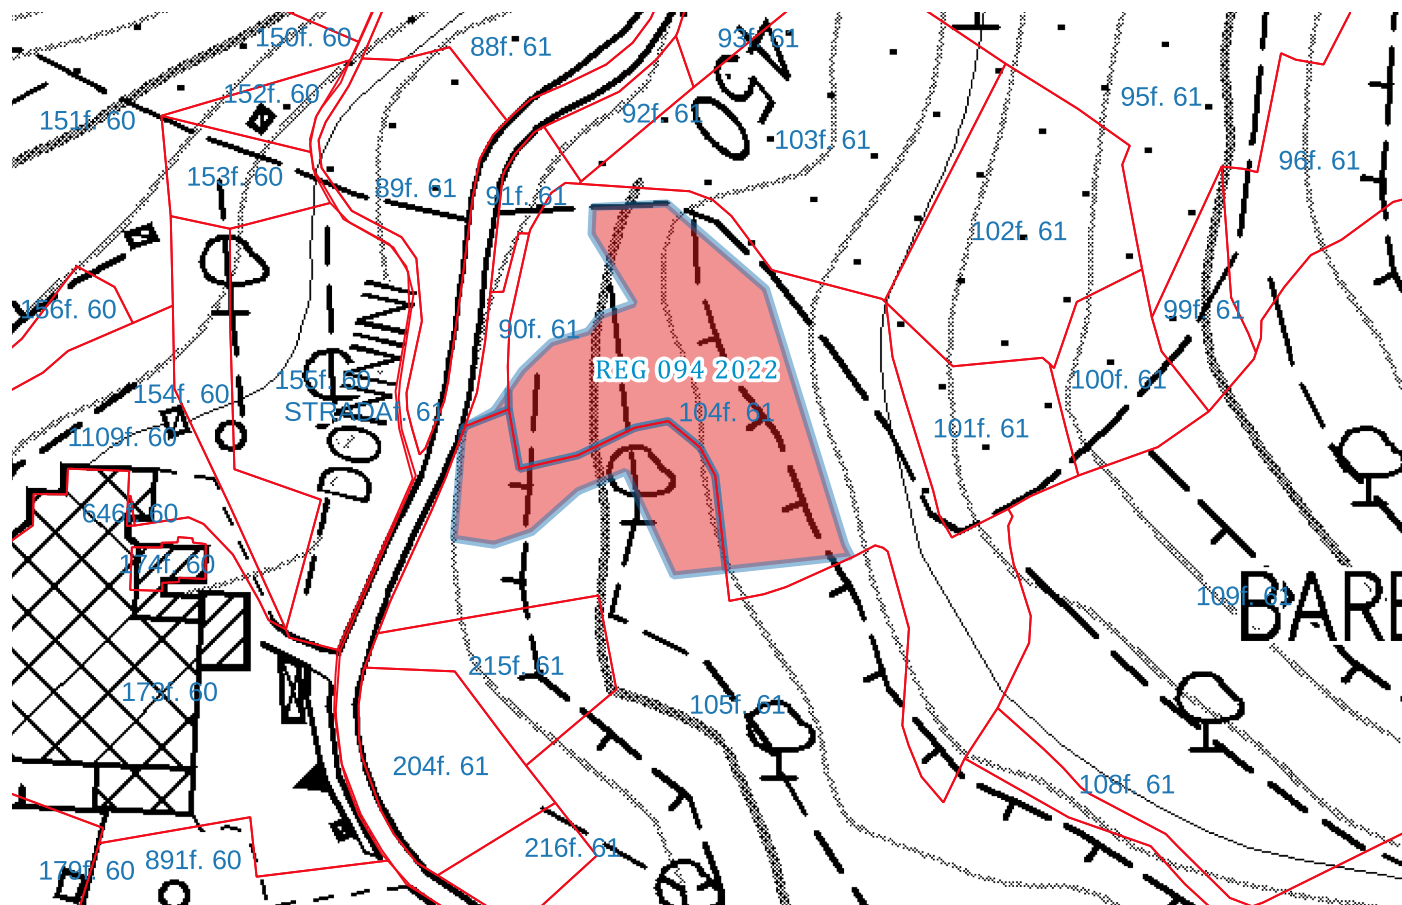 150f. 60
88f. 61
93f. 61
450
152f. 60
95f. 61
151f. 60
92f. 61
103f. 61
96f. 61
153f. 60
89f. 61
91f. 61
102f. 61
156f. 60
90f. 61
99f. 61
DOMINI
REG 094 2022
155f. 60
100f. 61
154f. 60
STRADAf. 61
104f. 61
101f. 61
1109f. 60
646f. 60
174f. 60
109f. 61
BARB
215f. 61
173f. 60
105f. 61
204f. 61
108f. 61
216f. 61
891f. 60
179f. 60